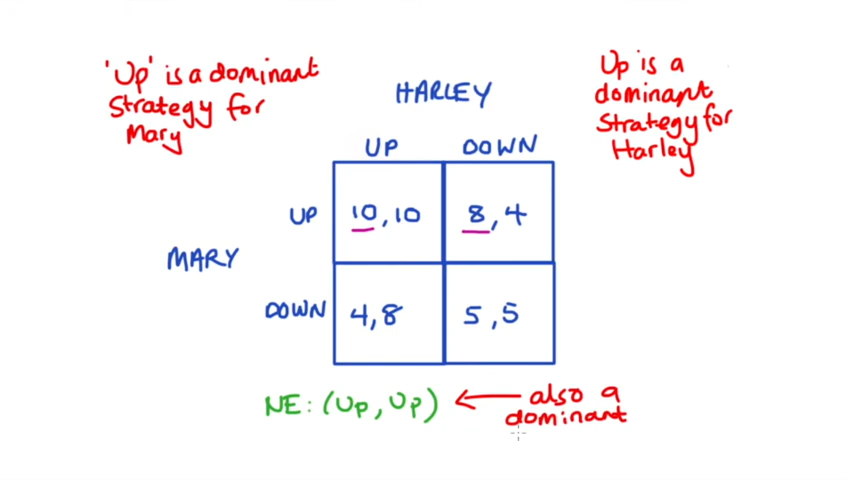 'Up' is a dominant
Strategy for
Mary
Up is a
dominant
Strategy for
Harley
HARLEY
UP DOWN
UP 10,10 8,4
MARY
DOWN 4,8 5,5
NE: (Up, Up) ← also a
dominant